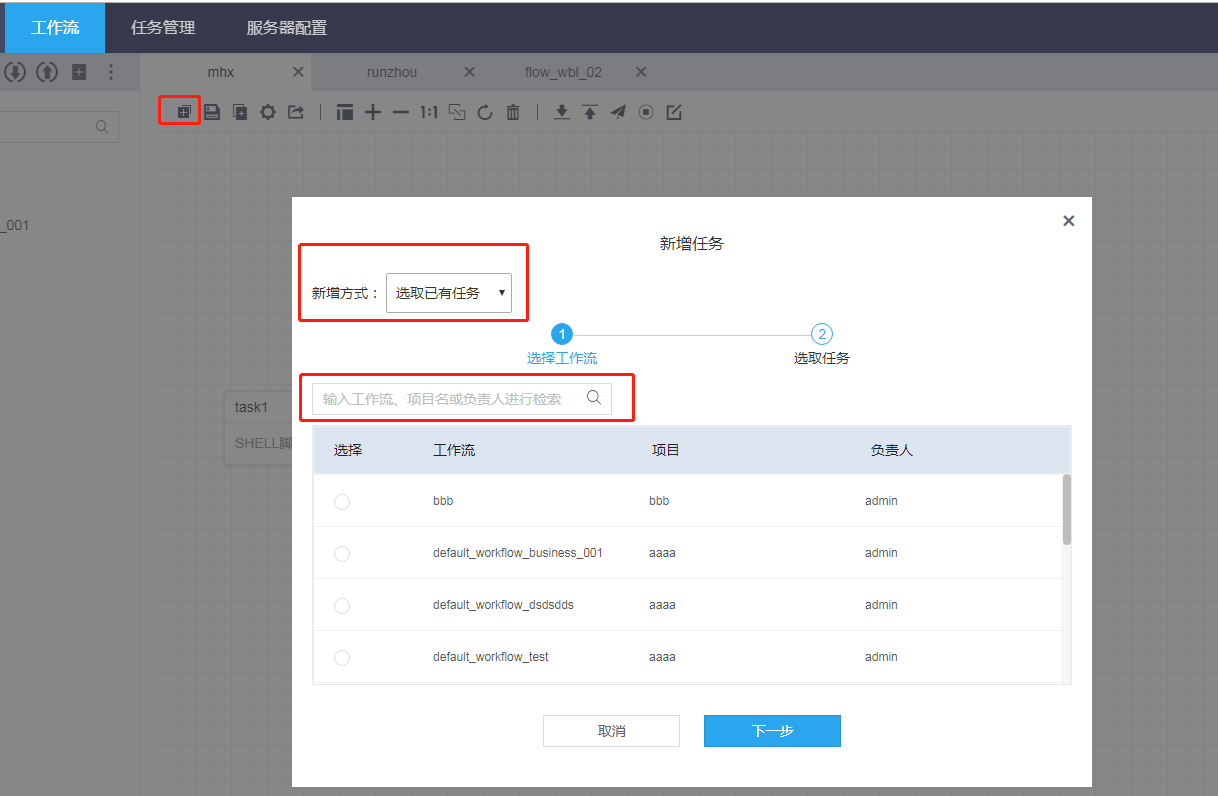 工作流 任务管理 服务器配置
mhx runzhou flow_wbl_02
1:1
_001
新增任务
新增方式： 选取已有任务
1 2
选择工作流 选取任务
输入工作流、项目名或负责人进行检索
task1
SHELL脚
选择 工作流 项目 负责人
bbb bbb admin
default_workflow_business_001 aaaa admin
default_workflow_dsdsdds aaaa admin
default_workflow_test aaaa admin
取消 下一步